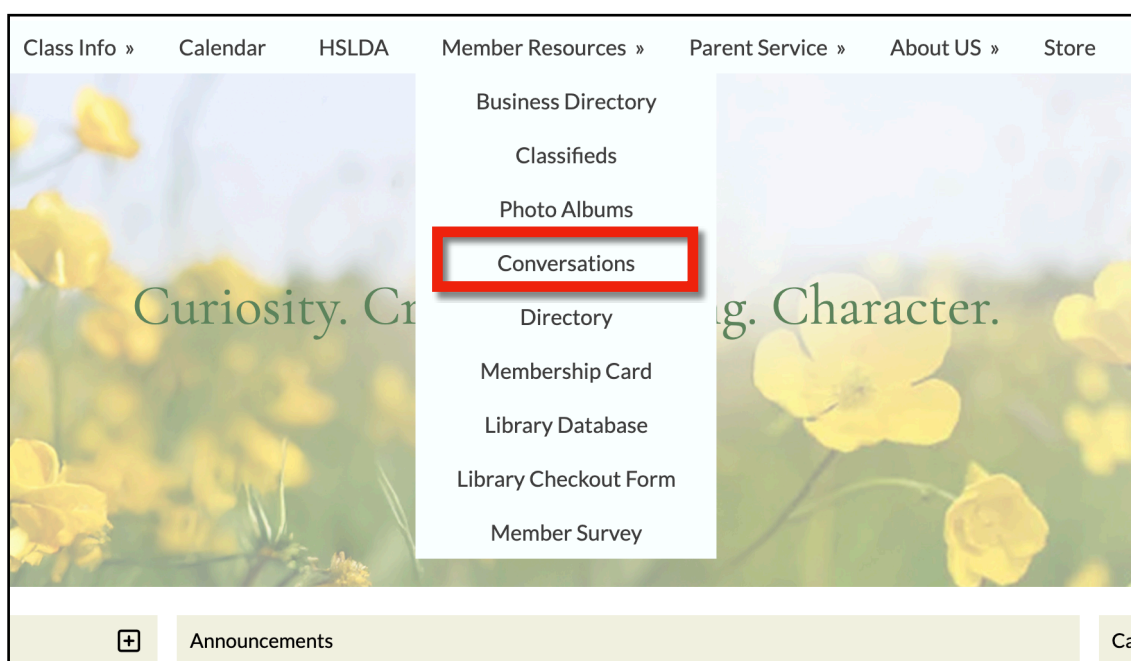 Class Info » Calendar HSLDA Member Resources » Parent Service » About US » Store
Business Directory
Classifieds
Photo Albums
Conversations
Curiosity. g. Character.
Directory
Membership Card
Library Database
Library Checkout Form
Member Survey
Announcements